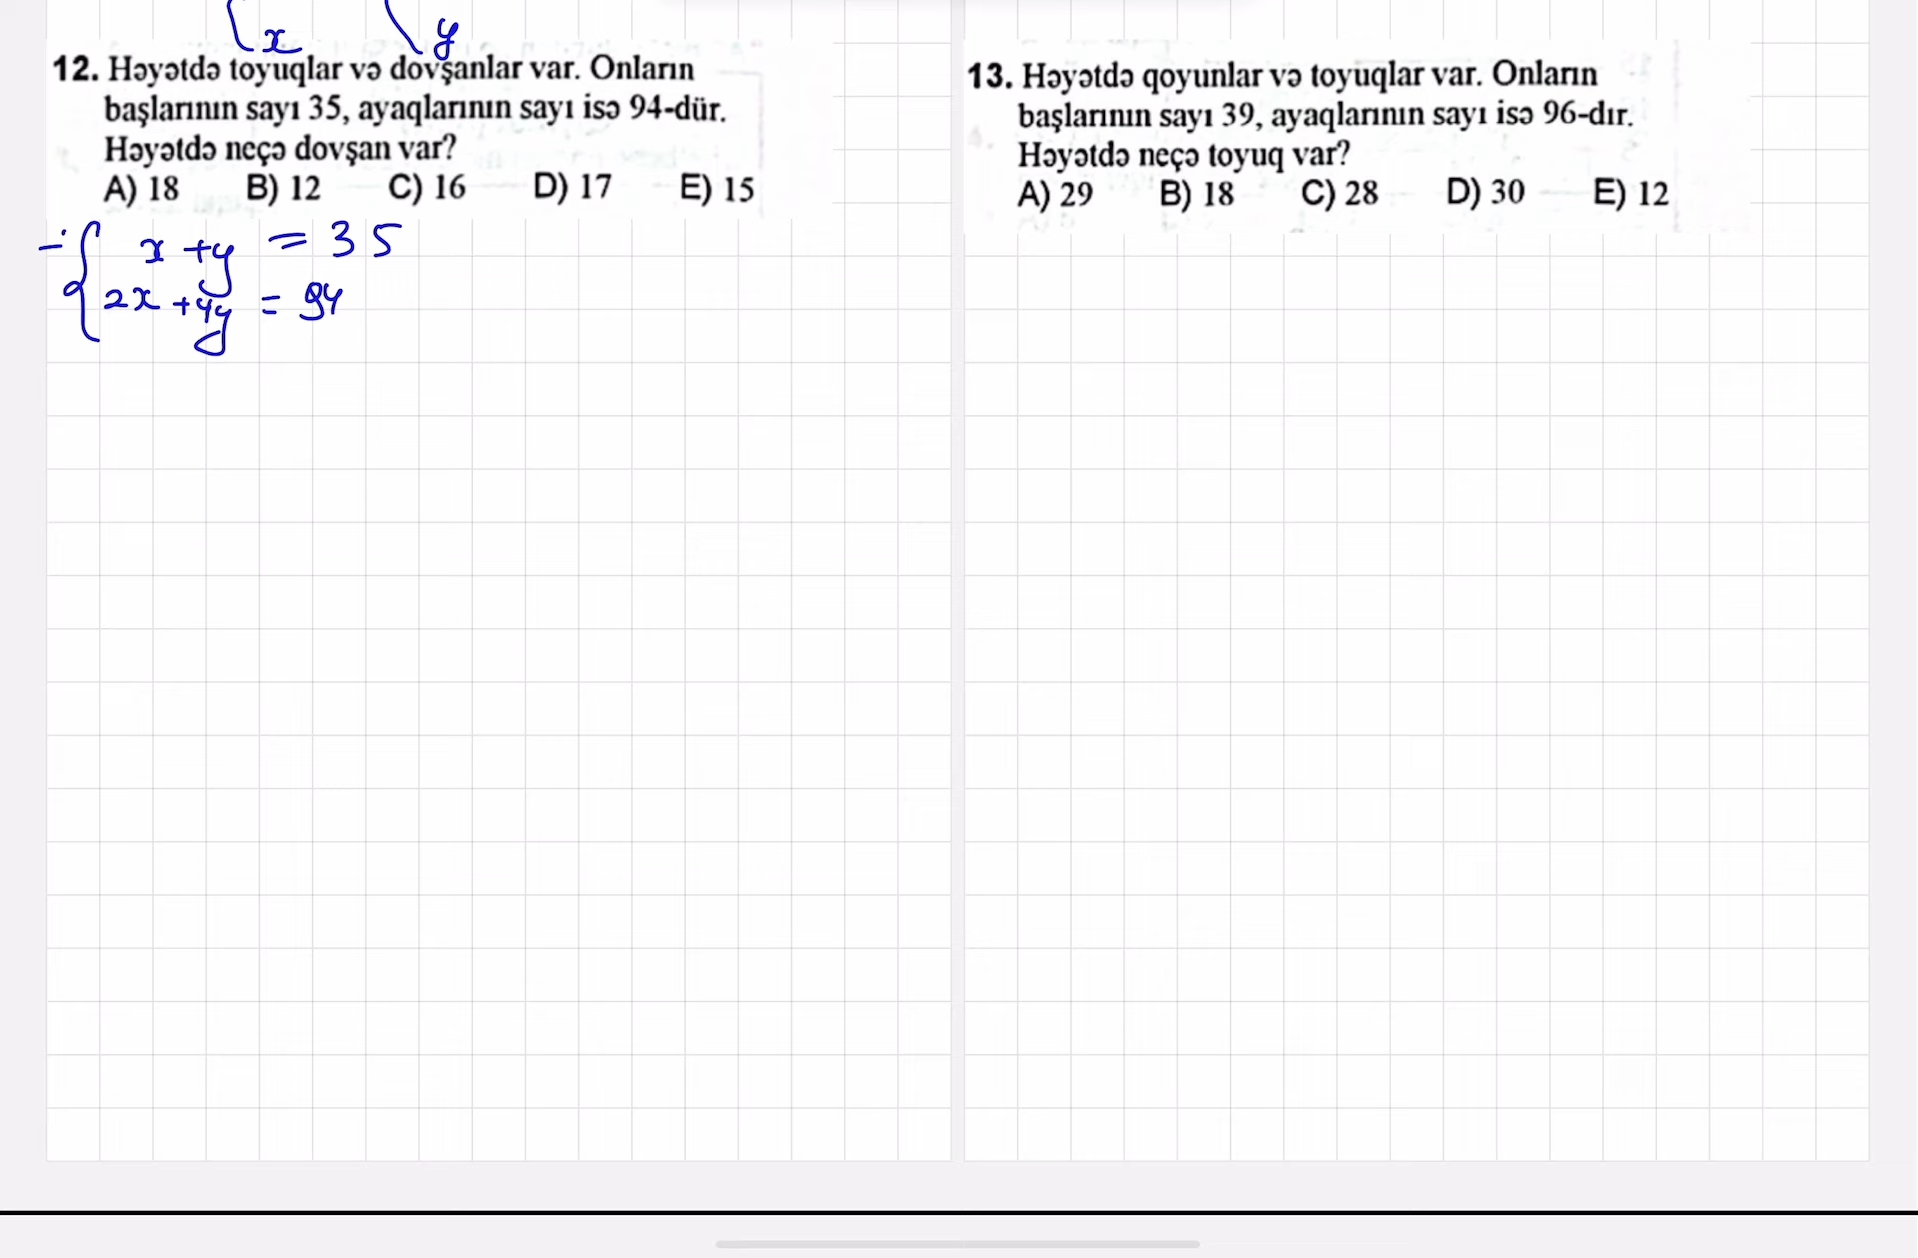 x y
12. Həyətdə toyuqlar və dovşanlar var. Onların
başlarının sayı 35, ayaqlarının sayı isə 94-dür.
Həyətdə neçə dovşan var?
A) 18 B) 12 C) 16 D) 17 E) 15
x + y = 35
2x + 4y = 94
13. Həyətdə qoyunlar və toyuqlar var. Onların
başlarının sayı 39, ayaqlarının sayı isə 96-dır.
Həyətdə neçə toyuq var?
A) 29 B) 18 C) 28 D) 30 E) 12